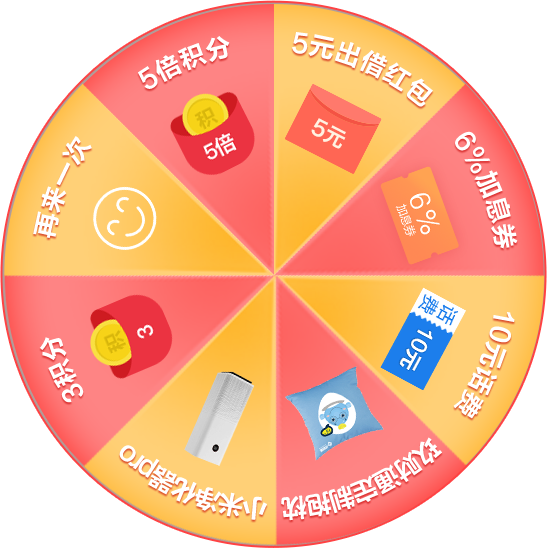 5元出借红包
5元
6%加息券
6%
加息券
10元话费
话费
10元
玖财通定制抱枕
小米净化器pro
3积分
3
积
再来一次
5倍积分
积
5倍